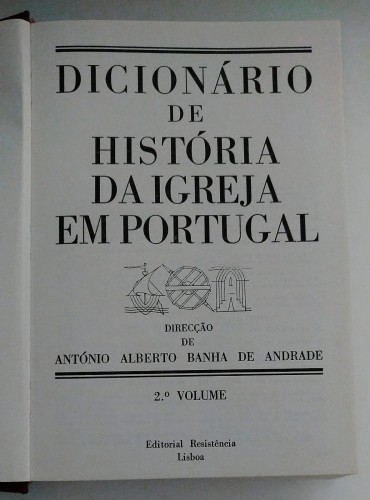 DICIONÁRIO
DE
HISTÓRIA
DA IGREJA
EM PORTUGAL
DIRECÇÃO
DE
ANTÓNIO ALBERTO BANHA DE ANDRADE
2.º VOLUME
Editorial Resistência
Lisboa